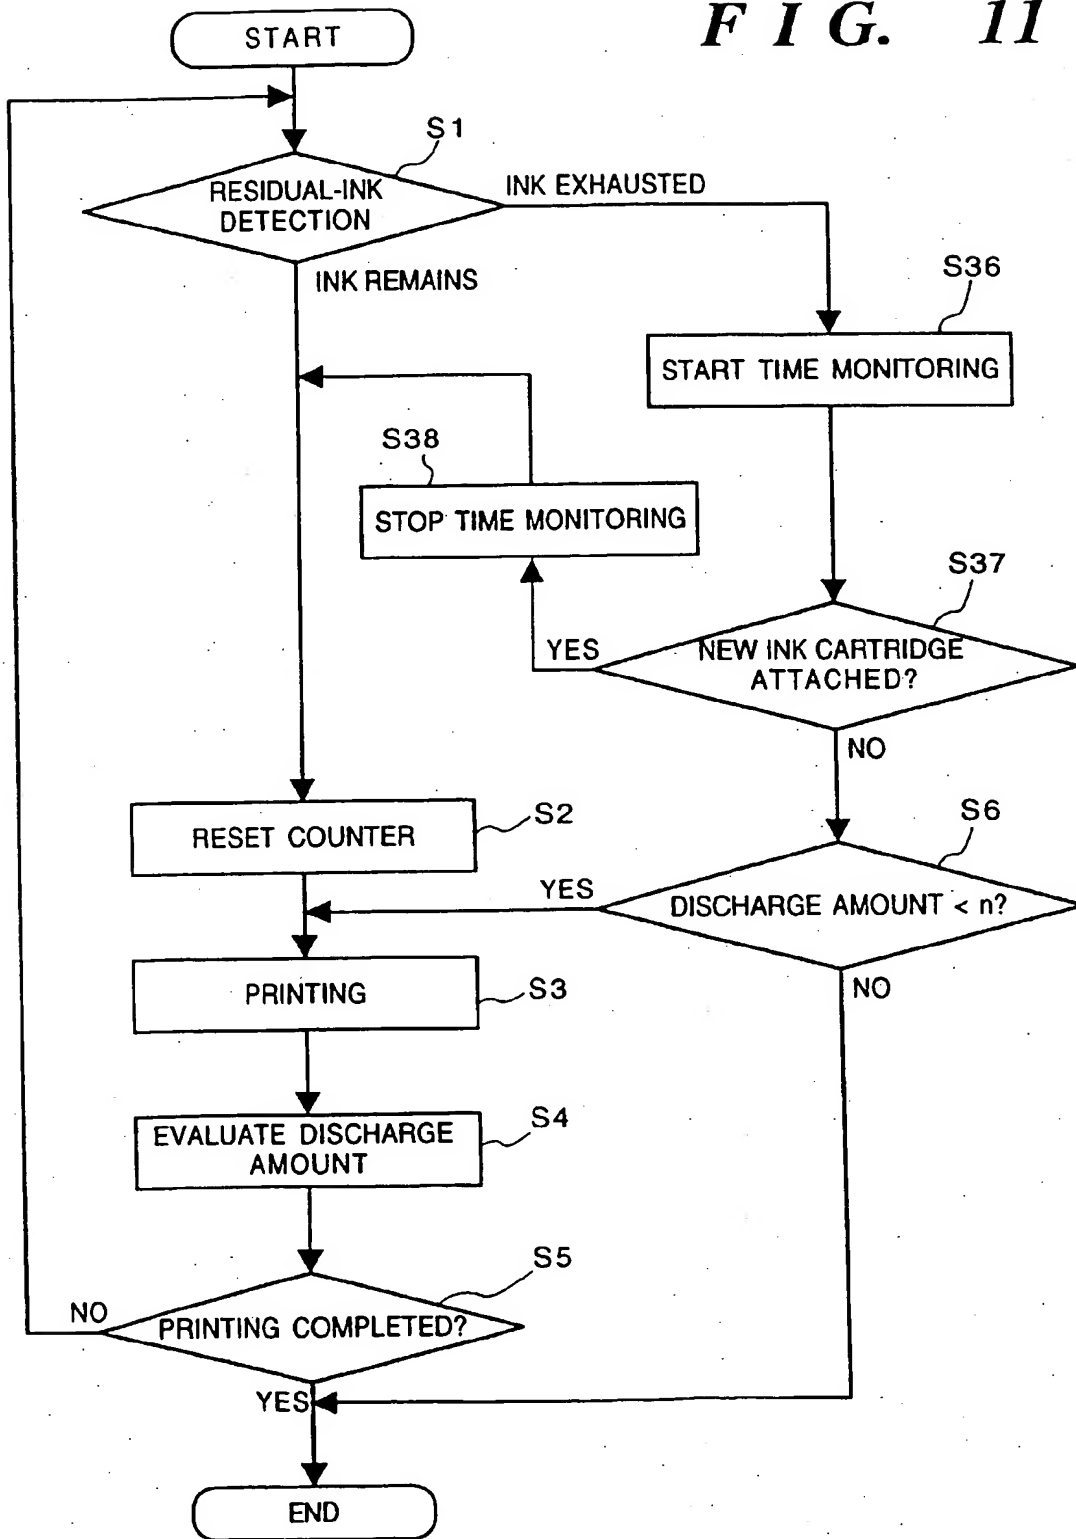 FIG. 11
START
S1
RESIDUAL-INK
DETECTION
INK EXHAUSTED
INK REMAINS
S36
START TIME MONITORING
S38
STOP TIME MONITORING
S37
NEW INK CARTRIDGE
ATTACHED?
YES
NO
S2
RESET COUNTER
S6
DISCHARGE AMOUNT < n?
YES
NO
PRINTING
S3
EVALUATE DISCHARGE
AMOUNT
S4
S5
PRINTING COMPLETED?
NO
YES
END